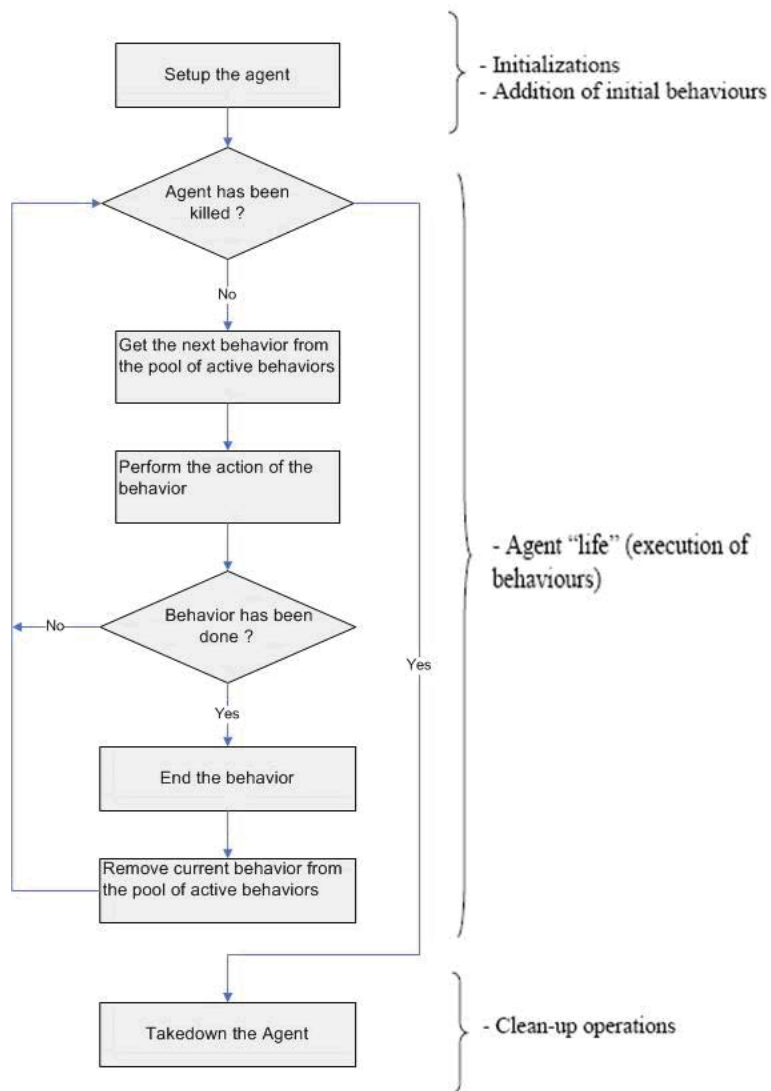 Setup the agent
- Initializations
- Addition of initial behaviours
Agent has been
killed ?
No
Get the next behavior from
the pool of active behaviors
Perform the action of the
behavior
- Agent “life” (execution of
behaviours)
Behavior has been
done ?
No
Yes
Yes
End the behavior
Remove current behavior from
the pool of active behaviors
Takedown the Agent
- Clean-up operations